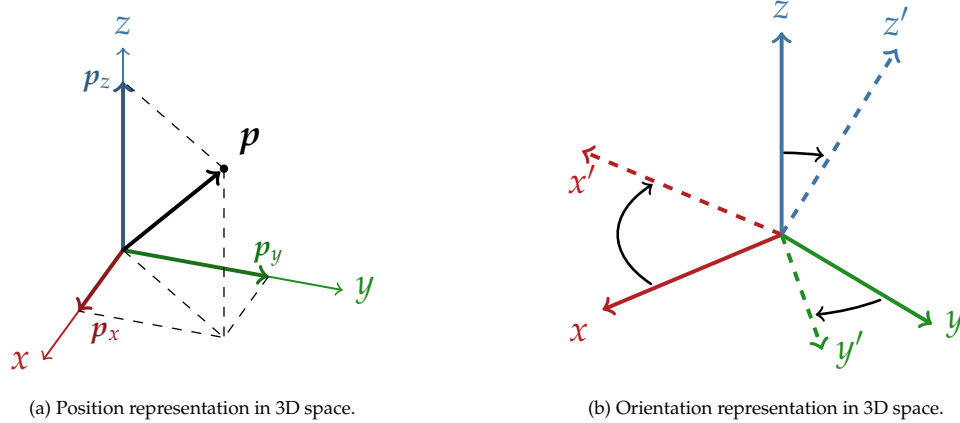 z
p_z
p
p_y
y
p_x
x
(a) Position representation in 3D space.
z
z′
x′
x
y
y′
(b) Orientation representation in 3D space.